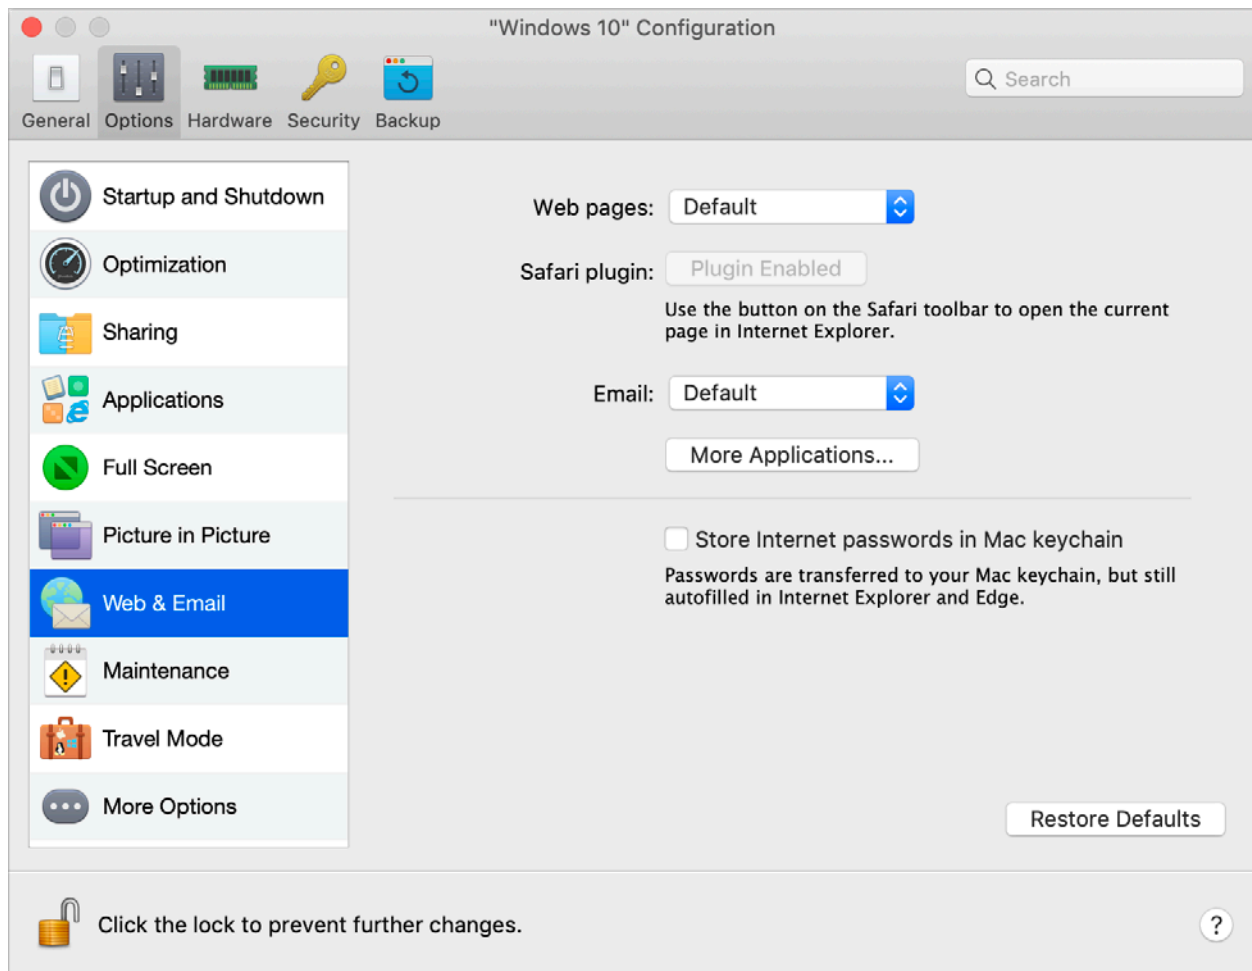 "Windows 10" Configuration
General Options Hardware Security Backup
Search
Startup and Shutdown
Optimization
Sharing
Applications
Full Screen
Picture in Picture
Web & Email
Maintenance
Travel Mode
More Options
Web pages: Default
Safari plugin: Plugin Enabled
Use the button on the Safari toolbar to open the current
page in Internet Explorer.
Email: Default
More Applications...
Store Internet passwords in Mac keychain
Passwords are transferred to your Mac keychain, but still
autofilled in Internet Explorer and Edge.
Restore Defaults
Click the lock to prevent further changes.
?